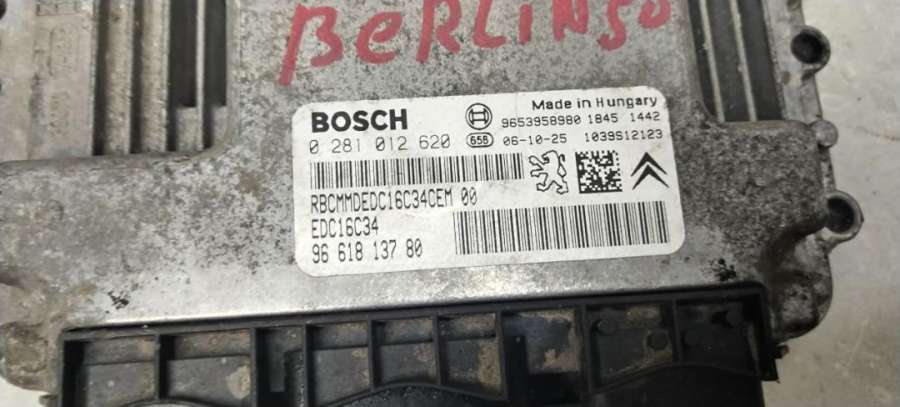 BERLINGO
BOSCH
Made in Hungary
9653958980 1845 1442
0 281 012 620 658 06-10-25 1039S12123
RBCMMDEDC16C34CEM 00
EDC16C34
96 618 137 80